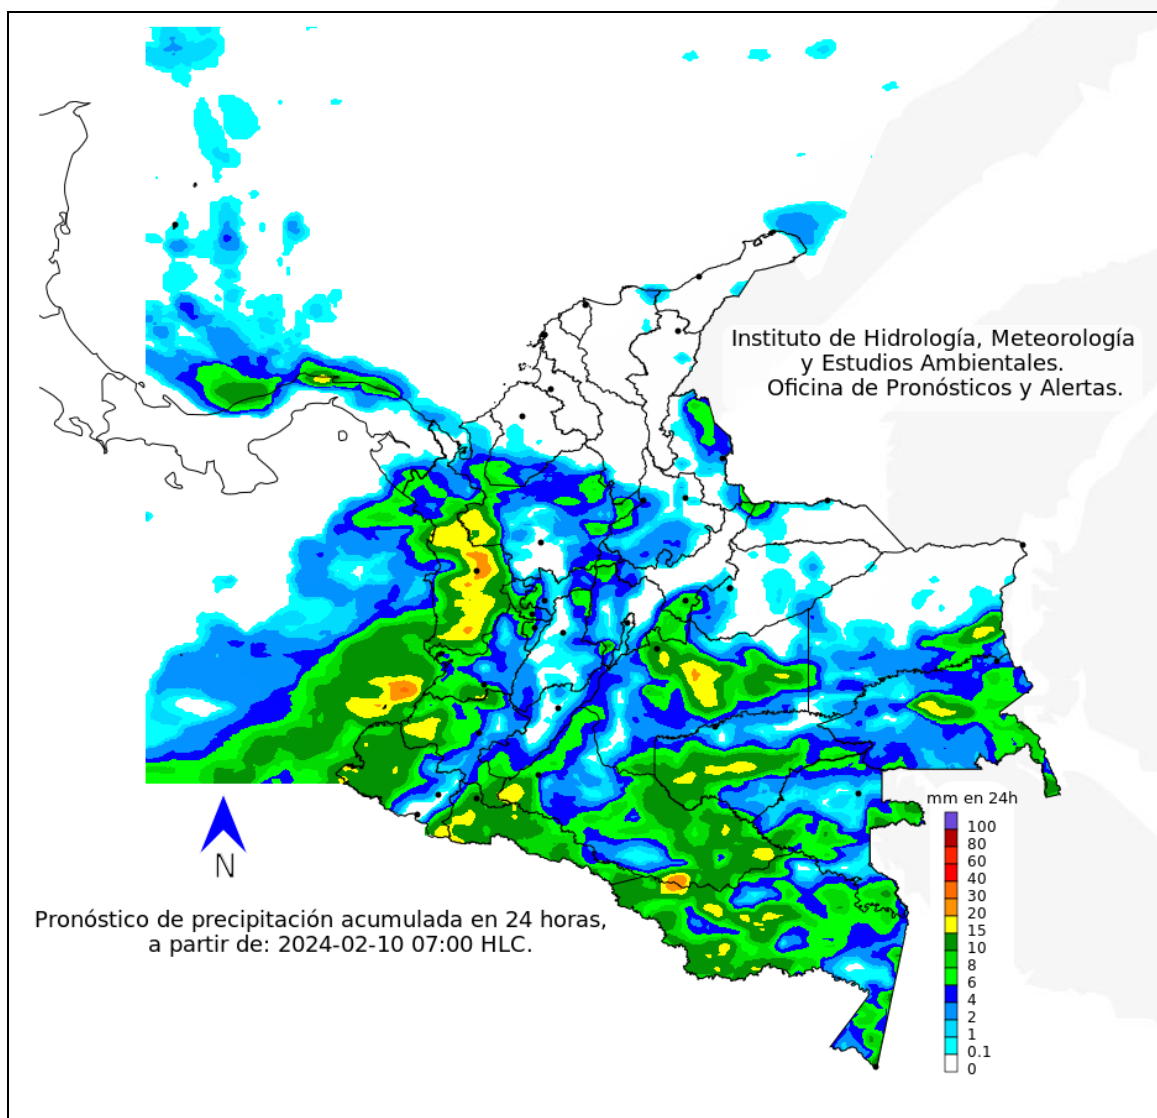 Instituto de Hidrología, Meteorología
y Estudios Ambientales.
Oficina de Pronósticos y Alertas.
mm en 24h
100
80
60
40
30
20
15
10
8
6
4
2
1
0.1
0
N
Pronóstico de precipitación acumulada en 24 horas,
a partir de: 2024-02-10 07:00 HLC.